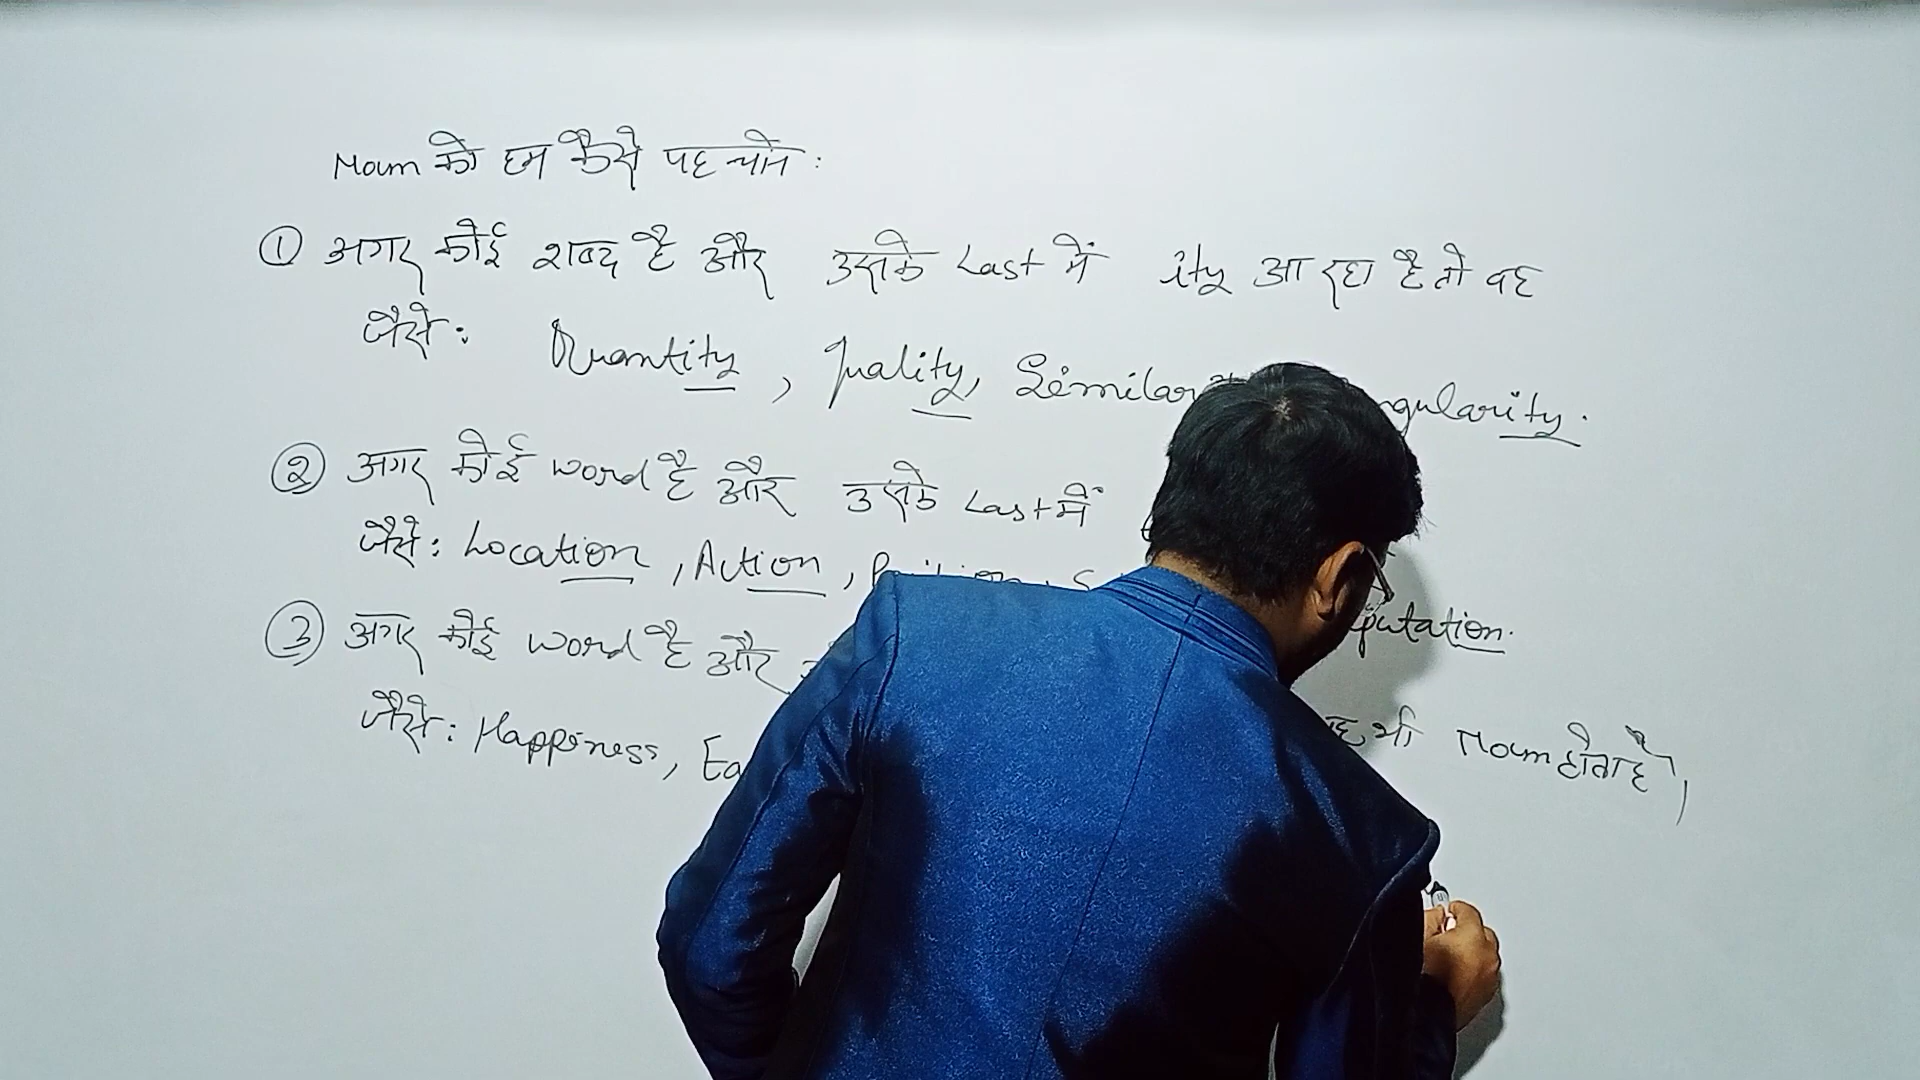 Noun को हम कैसे पहचाने :
① अगर कोई शब्द है और उसके Last में ity आ रहा है तो वह
जैसे : Quantity , Quality, Similar gularity .
② अगर कोई word है और उसके Last में
जैसे : Location , Action , putation .
③ अगर कोई word है और
जैसे : Happiness, Ea भी Noun होता है ,